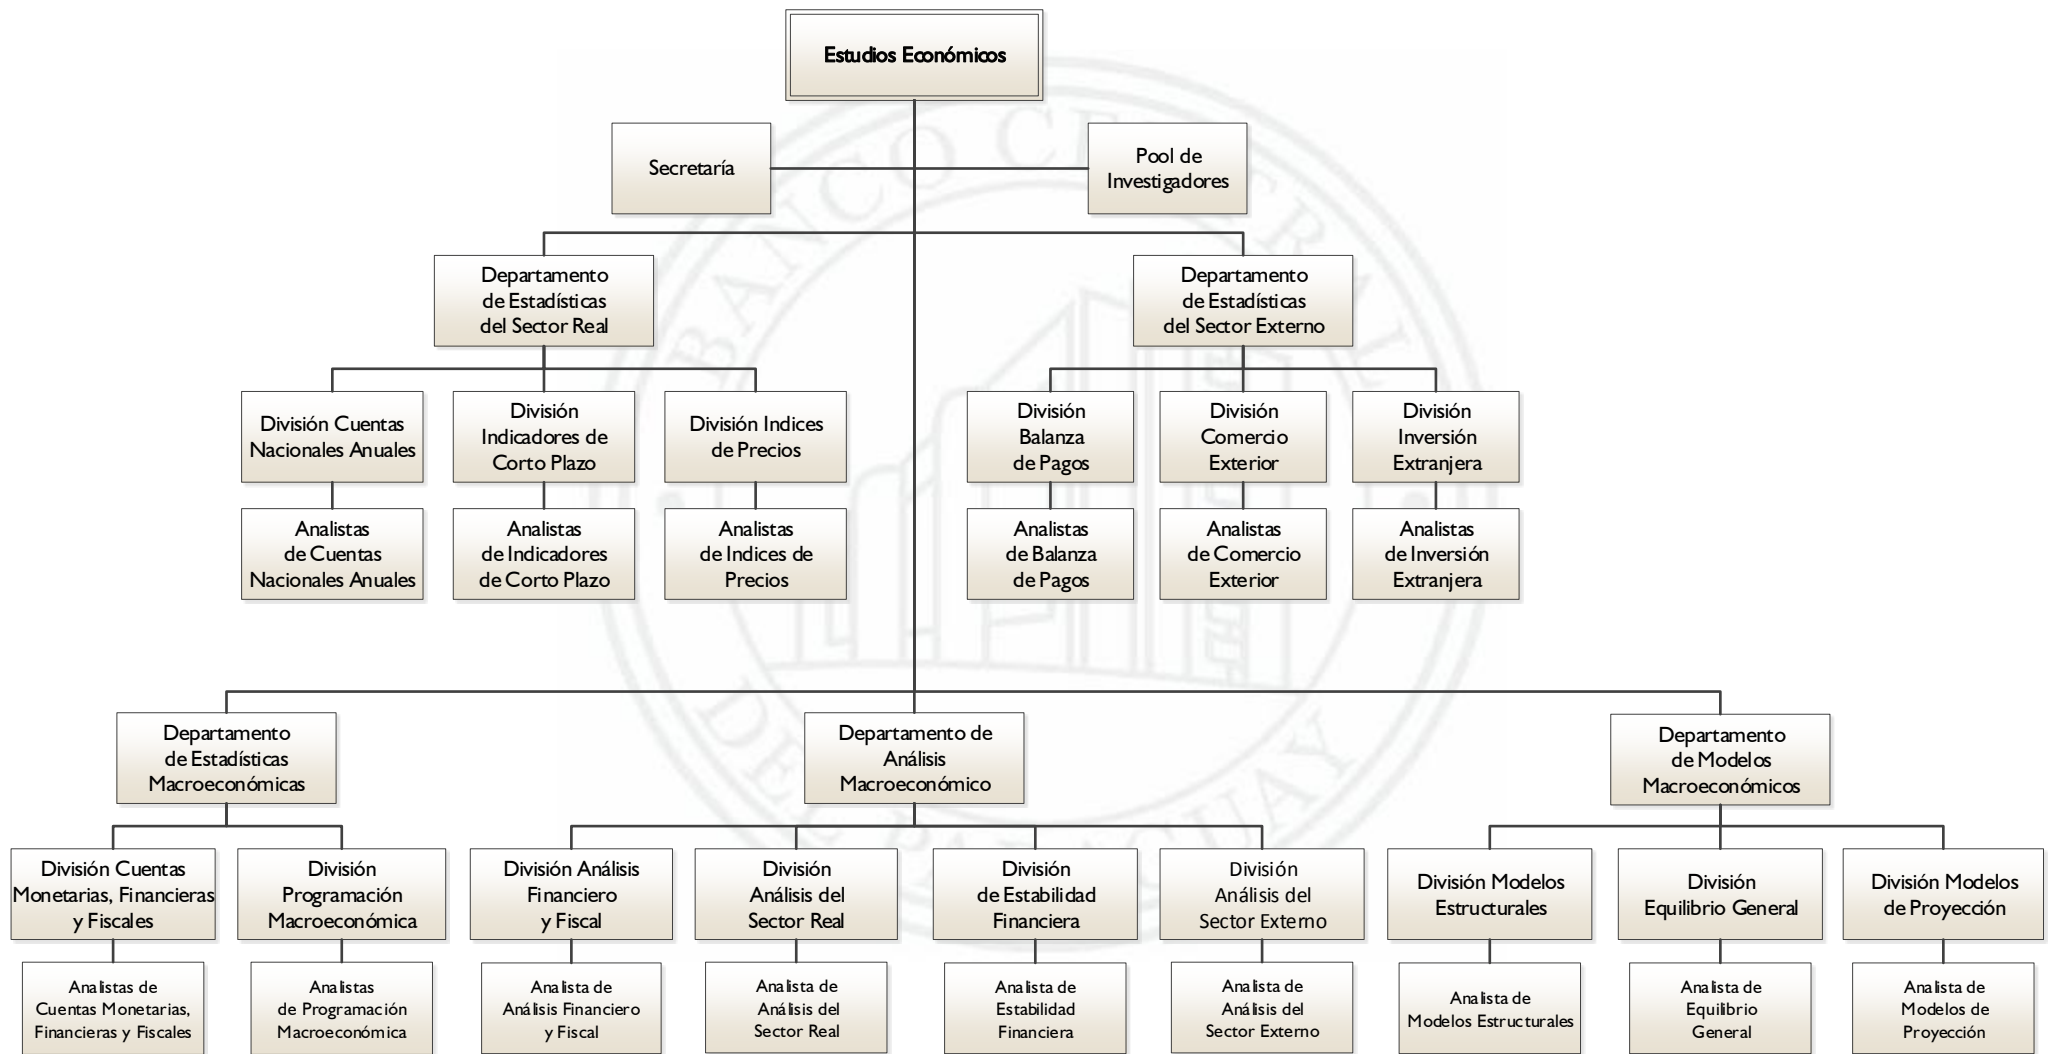 Estudios Económicos
Secretaría
Pool de
Investigadores
Departamento
de Estadísticas
del Sector Real
Departamento
de Estadísticas
del Sector Externo
División Cuentas
Nacionales Anuales
División
Indicadores de
Corto Plazo
División Indices
de Precios
División
Balanza
de Pagos
División
Comercio
Exterior
División
Inversión
Extranjera
Analistas
de Cuentas
Nacionales Anuales
Analistas
de Indicadores
de Corto Plazo
Analistas
de Indices de
Precios
Analistas
de Balanza
de Pagos
Analistas
de Comercio
Exterior
Analistas
de Inversión
Extranjera
Departamento
de Estadísticas
Macroeconómicas
Departamento de
Análisis
Macroeconómico
Departamento
de Modelos
Macroeconómicos
División Cuentas
Monetarias, Financieras
y Fiscales
División
Programación
Macroeconómica
División Análisis
Financiero
y Fiscal
División
Análisis del
Sector Real
División
de Estabilidad
Financiera
División
Análisis del
Sector Externo
División Modelos
Estructurales
División
Equilibrio General
División Modelos
de Proyección
Analistas de
Cuentas Monetarias,
Financieras y Fiscales
Analistas
de Programación
Macroeconómica
Analista de
Análisis Financiero
y Fiscal
Analista de
Análisis del
Sector Real
Analista de
Estabilidad
Financiera
Analista de
Análisis del
Sector Externo
Analista de
Modelos Estructurales
Analista de
Equilibrio
General
Analista de
Modelos de
Proyección
BANCO CENTRAL
DEL PARAGUAY